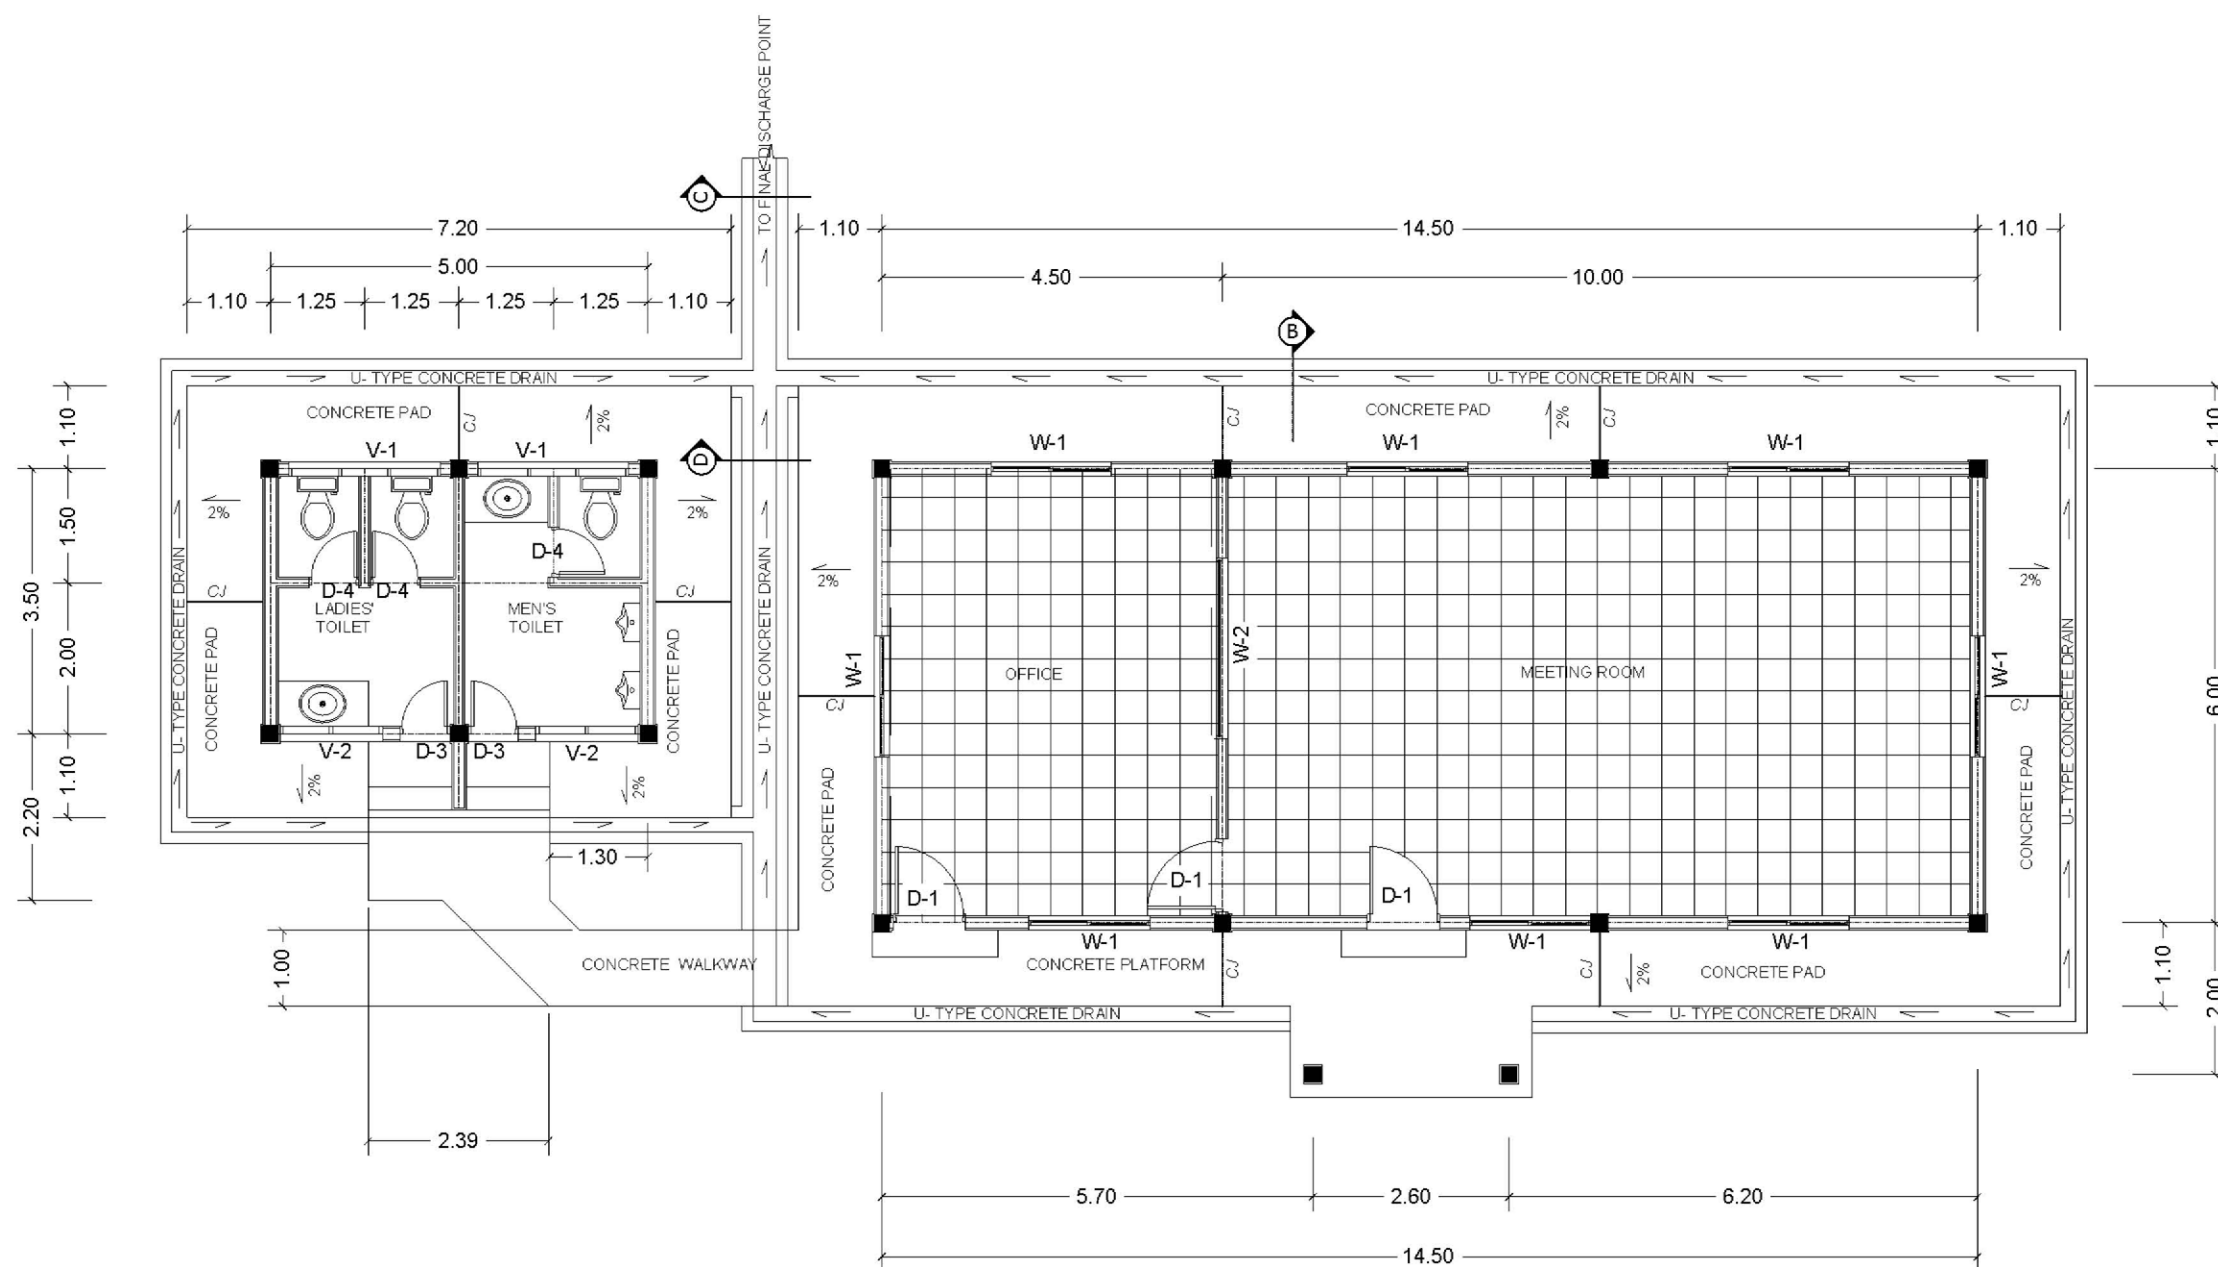 TO FINAL DISCHARGE POINT
C
7.20
1.10
14.50
1.10
5.00
4.50
10.00
1.10
1.25
1.25
1.25
1.25
1.10
B
U- TYPE CONCRETE DRAIN
U- TYPE CONCRETE DRAIN
1.10
CONCRETE PAD
CJ
2%
CJ
CONCRETE PAD
2%
CJ
1.10
V-1
V-1
D
W-1
W-1
W-1
1.50
2%
2%
D-4
2%
2%
3.50
CJ
D-4
D-4
CJ
LADIES'
TOILET
MEN'S
TOILET
U- TYPE CONCRETE DRAIN
CONCRETE PAD
CONCRETE PAD
U- TYPE CONCRETE DRAIN
2.00
W-1
OFFICE
W-2
MEETING ROOM
W-1
6.00
CJ
CJ
U- TYPE CONCRETE DRAIN
V-2
D-3
D-3
V-2
1.10
2%
2%
2.20
CONCRETE PAD
CONCRETE PAD
1.30
D-1
D-1
D-1
W-1
W-1
W-1
1.00
CONCRETE WALKWAY
CONCRETE PLATFORM
CJ
CJ
2%
CONCRETE PAD
1.10
2.00
U- TYPE CONCRETE DRAIN
U- TYPE CONCRETE DRAIN
2.39
5.70
2.60
6.20
14.50